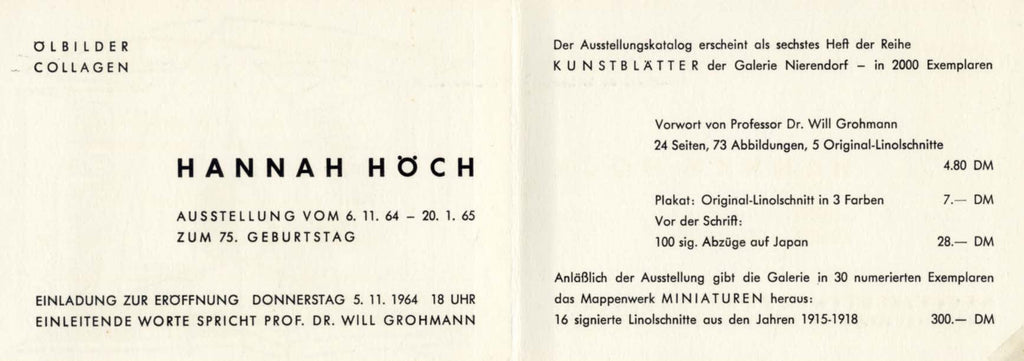 ÖLBILDER
COLLAGEN
HANNAH HÖCH
AUSSTELLUNG VOM 6. 11. 64 – 20. 1. 65
ZUM 75. GEBURTSTAG
EINLADUNG ZUR ERÖFFNUNG DONNERSTAG 5. 11. 1964 18 UHR
EINLEITENDE WORTE SPRICHT PROF. DR. WILL GROHMANN
Der Ausstellungskatalog erscheint als sechstes Heft der Reihe
KUNSTBLÄTTER der Galerie Nierendorf – in 2000 Exemplaren
Vorwort von Professor Dr. Will Grohmann
24 Seiten, 73 Abbildungen, 5 Original-Linolschnitte
4.80 DM
Plakat: Original-Linolschnitt in 3 Farben 7.— DM
Vor der Schrift:
100 sig. Abzüge auf Japan 28.— DM
Anläßlich der Ausstellung gibt die Galerie in 30 numerierten Exemplaren
das Mappenwerk MINIATUREN heraus:
16 signierte Linolschnitte aus den Jahren 1915-1918 300.— DM